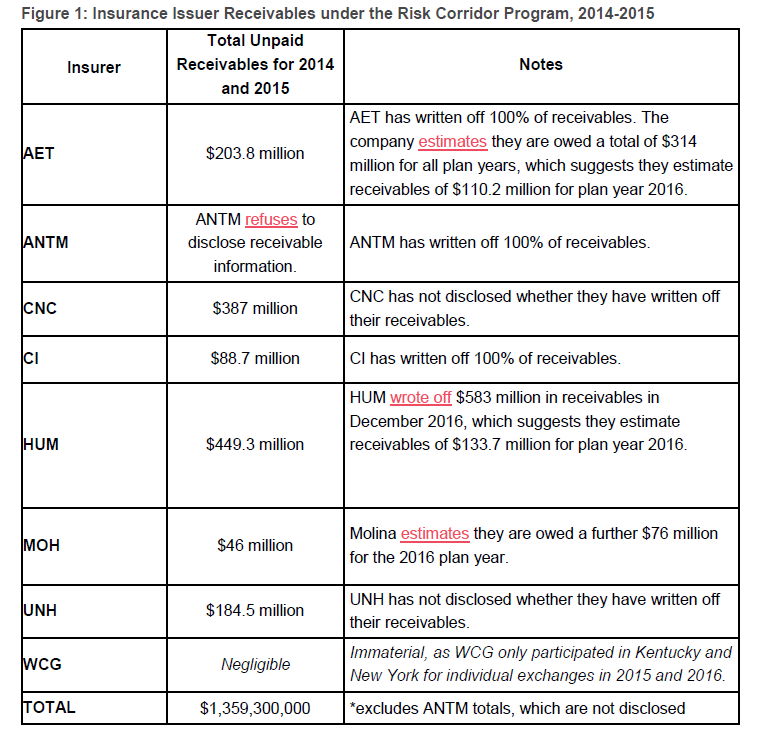 Figure 1: Insurance Issuer Receivables under the Risk Corridor Program, 2014-2015
Insurer
Total Unpaid
Receivables for 2014
and 2015
Notes
AET
$203.8 million
AET has written off 100% of receivables. The
company estimates they are owed a total of $314
million for all plan years, which suggests they estimate
receivables of $110.2 million for plan year 2016.
ANTM
ANTM refuses to
disclose receivable
information.
ANTM has written off 100% of receivables.
CNC
$387 million
CNC has not disclosed whether they have written off
their receivables.
CI
$88.7 million
CI has written off 100% of receivables.
HUM
$449.3 million
HUM wrote off $583 million in receivables in
December 2016, which suggests they estimate
receivables of $133.7 million for plan year 2016.
MOH
$46 million
Molina estimates they are owed a further $76 million
for the 2016 plan year.
UNH
$184.5 million
UNH has not disclosed whether they have written off
their receivables.
WCG
Negligible
Immaterial, as WCG only participated in Kentucky and
New York for individual exchanges in 2015 and 2016.
TOTAL
$1,359,300,000
*excludes ANTM totals, which are not disclosed